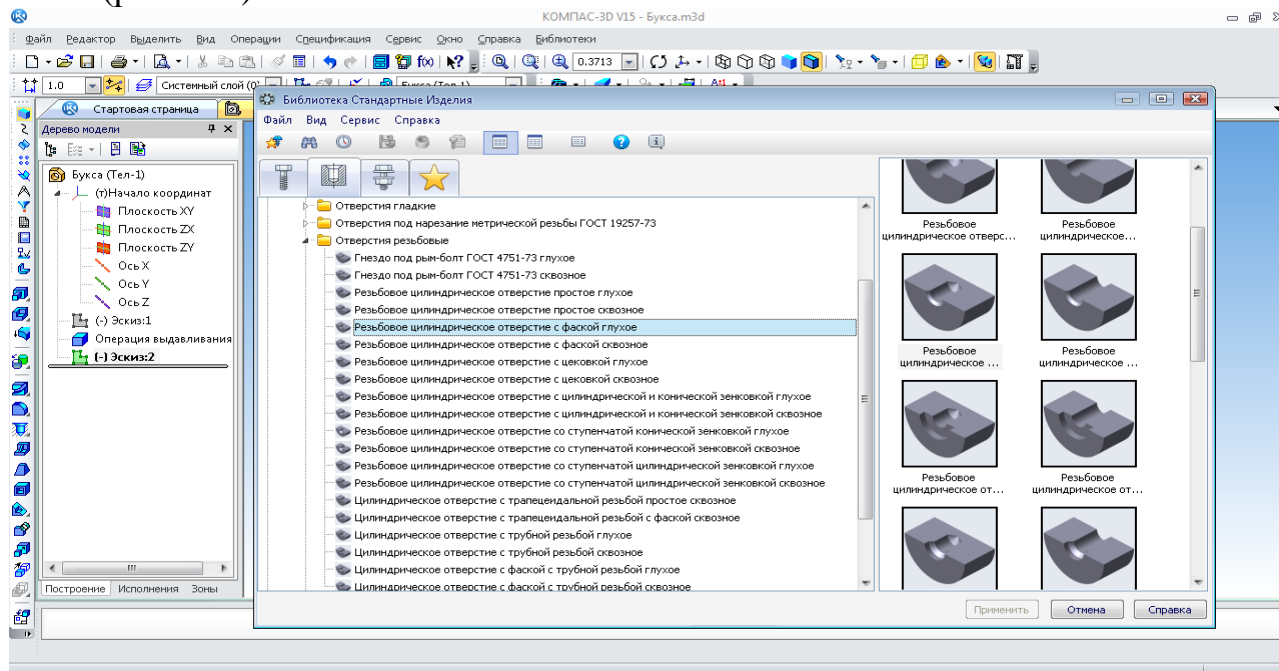 КОМПАС-3D V15 - Букса.m3d
Файл Редактор Выделить Вид Операции Спецификация Сервис Окно Справка Библиотеки
0.3713
1.0 Системный слой (0)
Букса (Тел-1)
Стартовая страница
Дерево модели
Букса (Тел-1)
(т)Начало координат
Плоскость XY
Плоскость ZX
Плоскость ZY
Ось X
Ось Y
Ось Z
(-) Эскиз:1
Операция выдавливания
(-) Эскиз:2
Построение Исполнения Зоны
Библиотека Стандартные Изделия
Файл Вид Сервис Справка
Отверстия гладкие
Отверстия под нарезание метрической резьбы ГОСТ 19257-73
Отверстия резьбовые
Гнездо под рым-болт ГОСТ 4751-73 глухое
Гнездо под рым-болт ГОСТ 4751-73 сквозное
Резьбовое цилиндрическое отверстие простое глухое
Резьбовое цилиндрическое отверстие простое сквозное
Резьбовое цилиндрическое отверстие с фаской глухое
Резьбовое цилиндрическое отверстие с фаской сквозное
Резьбовое цилиндрическое отверстие с цековкой глухое
Резьбовое цилиндрическое отверстие с цековкой сквозное
Резьбовое цилиндрическое отверстие с цилиндрической и конической зенковкой глухое
Резьбовое цилиндрическое отверстие с цилиндрической и конической зенковкой сквозное
Резьбовое цилиндрическое отверстие со ступенчатой конической зенковкой глухое
Резьбовое цилиндрическое отверстие со ступенчатой конической зенковкой сквозное
Резьбовое цилиндрическое отверстие со ступенчатой цилиндрической зенковкой глухое
Резьбовое цилиндрическое отверстие со ступенчатой цилиндрической зенковкой сквозное
Цилиндрическое отверстие с трапецеидальной резьбой простое сквозное
Цилиндрическое отверстие с трапецеидальной резьбой с фаской сквозное
Цилиндрическое отверстие с трубной резьбой глухое
Цилиндрическое отверстие с трубной резьбой сквозное
Цилиндрическое отверстие с фаской с трубной резьбой глухое
Цилиндрическое отверстие с фаской с трубной резьбой сквозное
Резьбовое
цилиндрическое отверс...
Резьбовое
цилиндрическое...
Резьбовое
цилиндрическое ...
Резьбовое
цилиндрическое ...
Резьбовое
цилиндрическое от...
Резьбовое
цилиндрическое от...
Применить Отмена Справка